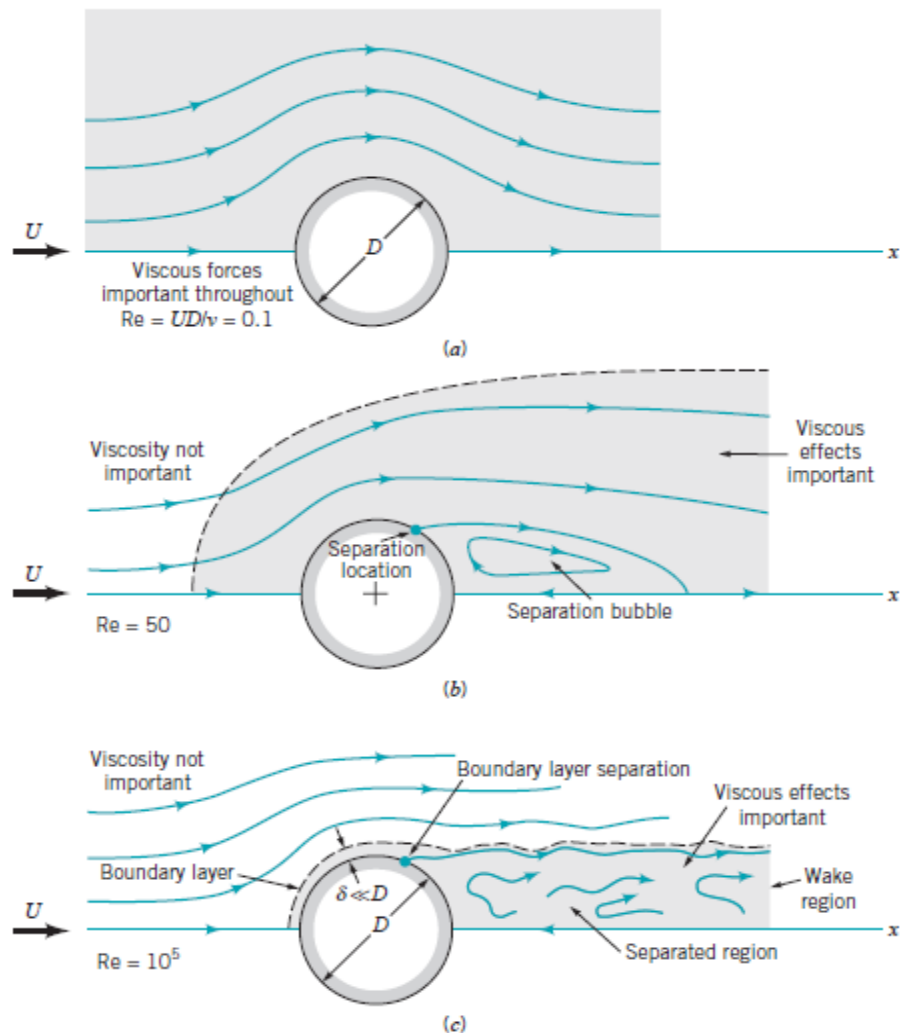 U
D
x
Viscous forces
important throughout
Re = UD/v = 0.1
(a)
Viscosity not
important
Viscous
effects
important
Separation
location
U
x
Separation bubble
Re = 50
(b)
Viscosity not
important
Boundary layer separation
Viscous effects
important
Boundary layer
δ≪D
Wake
region
D
U
x
Separated region
Re = 10⁵
(c)